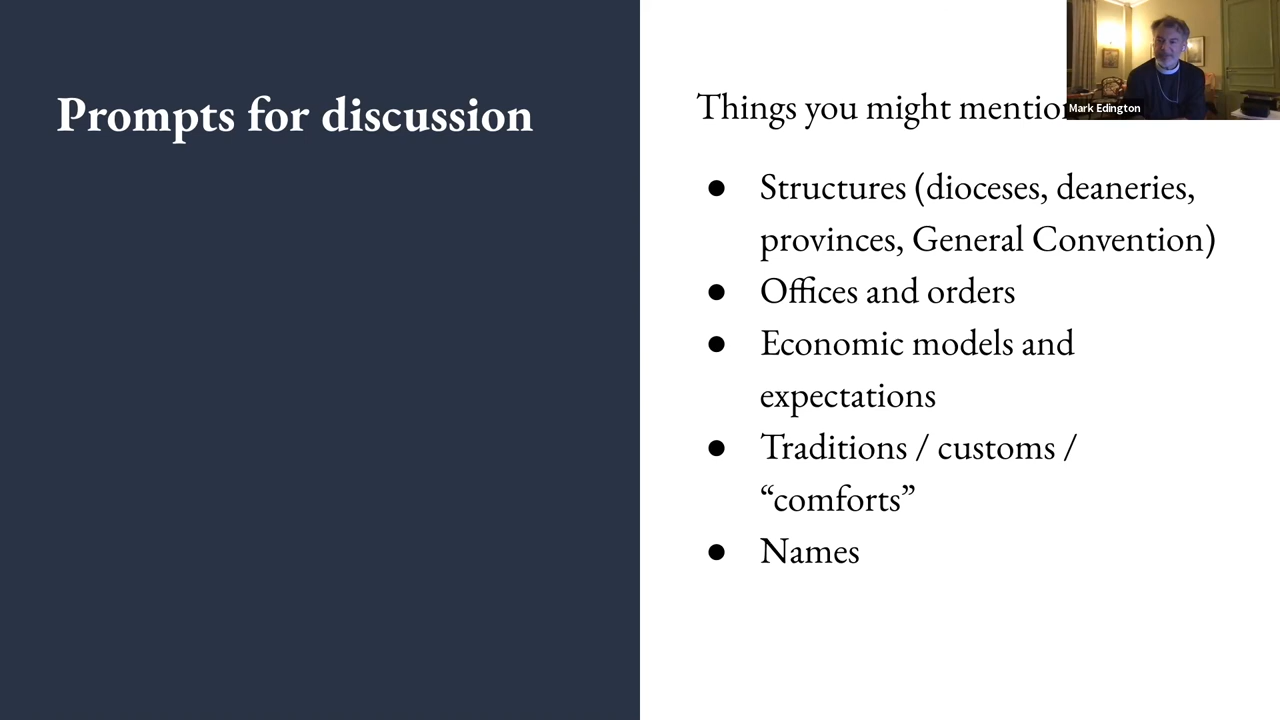 Prompts for discussion
Things you might mention
Mark Edington
● Structures (dioceses, deaneries,
provinces, General Convention)
● Offices and orders
● Economic models and
expectations
● Traditions / customs /
“comforts”
● Names